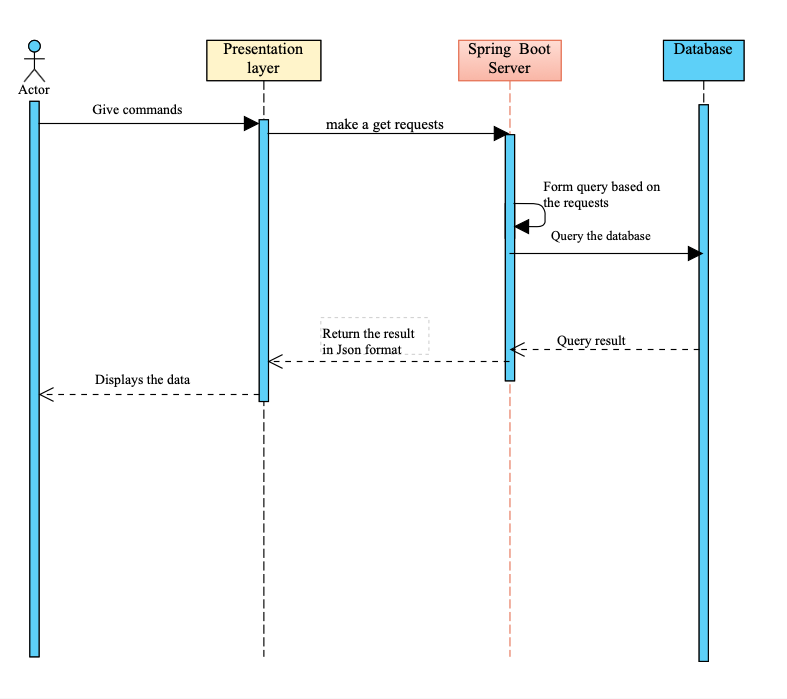 Presentation
layer
Spring Boot
Server
Database
Actor
Give commands
make a get requests
Form query based on
the requests
Query the database
Return the result
in Json format
Query result
Displays the data